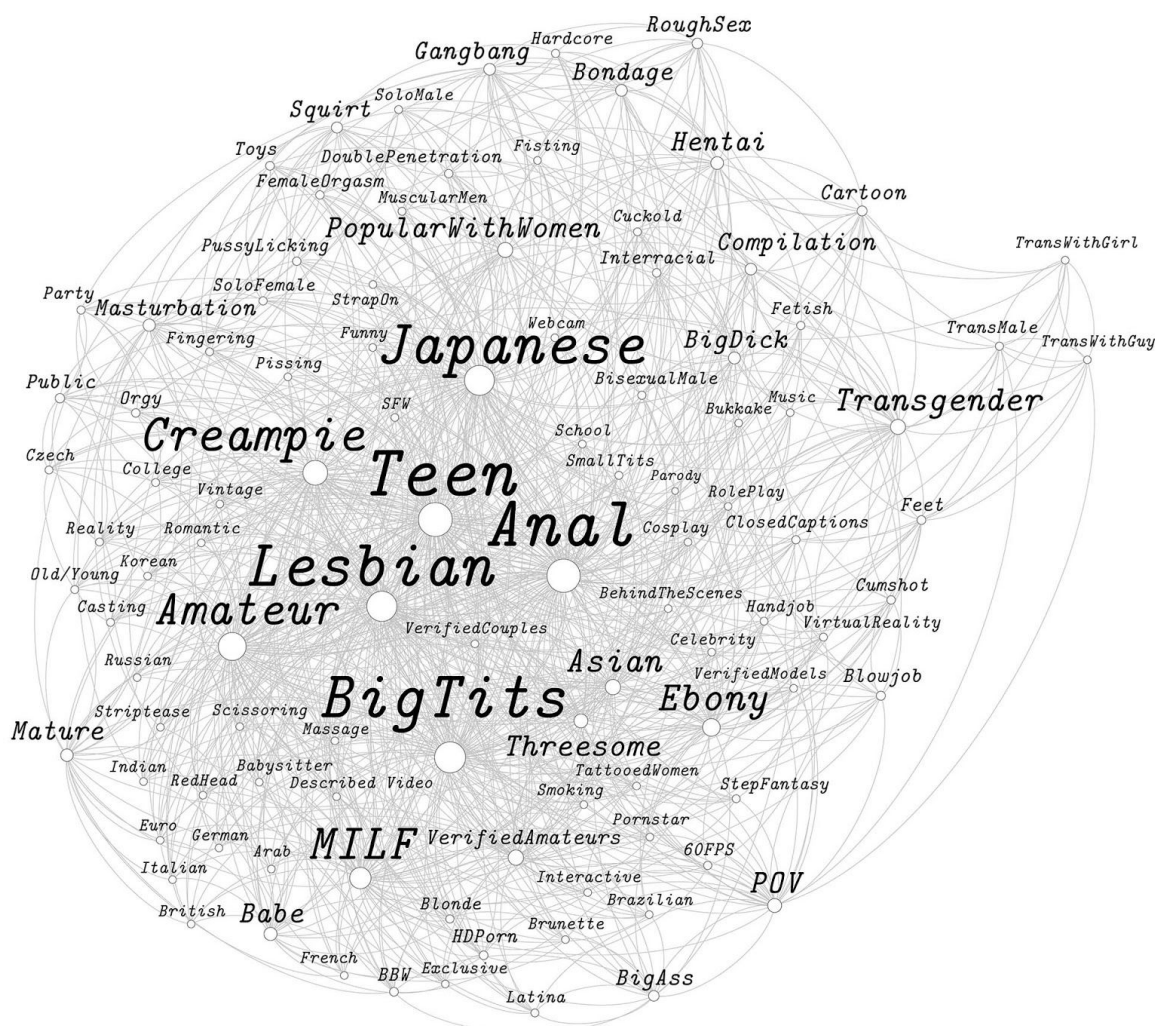 RoughSex
Hardcore
Gangbang
Bondage
SoloMale
Squirt
Hentai
Toys
DoublePenetration
Fisting
FemaleOrgasm
MuscularMen
Cartoon
Cuckold
PopularWithWomen
Compilation
PussyLicking
Interracial
TransWithGirl
SoloFemale
Party
Masturbation
StrapOn
Fetish
Webcam
Fingering
Funny
Japanese
BigDick
TransMale
TransWithGuy
Pissing
BisexualMale
Public
Orgy
SFW
Bukkake
Music
Transgender
Creampie
School
Czech
College
Teen
SmallTits
Parody
Vintage
RolePlay
Feet
Reality
Romantic
Anal
Cosplay
ClosedCaptions
Old/Young
Korean
Lesbian
Cumshot
Casting
Amateur
BehindTheScenes
Handjob
VirtualReality
VerifiedCouples
Celebrity
Russian
Asian
VerifiedModels
Blowjob
BigTits
Ebony
Striptease
Scissoring
Mature
Massage
Threesome
Indian
RedHead
Babysitter
Described Video
TattooedWomen
Smoking
StepFantasy
Euro
German
MILF
VerifiedAmateurs
Pornstar
60FPS
Italian
Arab
Interactive
POV
British
Babe
Blonde
Brazilian
Brunette
HDPorn
French
BBW
Exclusive
BigAss
Latina